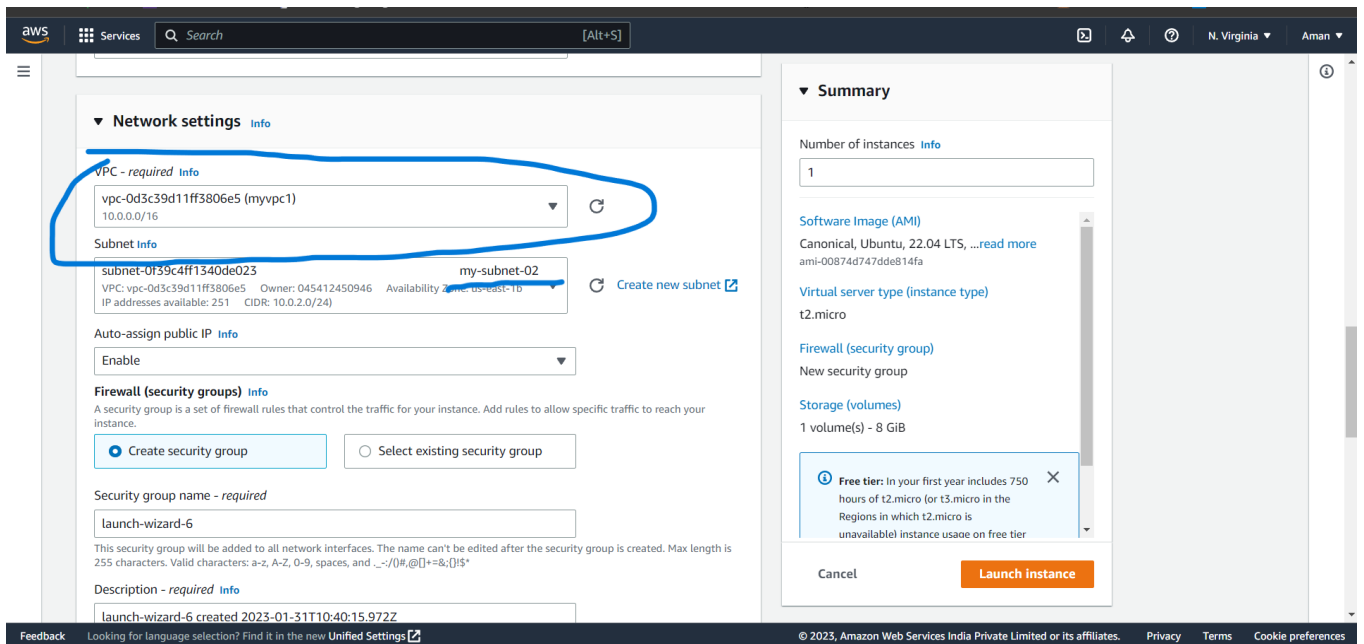 aws
Services
Search [Alt+S]
N. Virginia ▼
Aman ▼
▼ Network settings Info
VPC - required Info
vpc-0d3c39d11ff3806e5 (myvpc1)
10.0.0.0/16
Subnet Info
subnet-0f39c4ff1340de023 my-subnet-02
VPC: vpc-0d3c39d11ff3806e5 Owner: 045412450946 Availability Zone: us-east-1b
IP addresses available: 251 CIDR: 10.0.2.0/24)
Create new subnet
Auto-assign public IP Info
Enable
Firewall (security groups) Info
A security group is a set of firewall rules that control the traffic for your instance. Add rules to allow specific traffic to reach your
instance.
Create security group
Select existing security group
Security group name - required
launch-wizard-6
This security group will be added to all network interfaces. The name can't be edited after the security group is created. Max length is
255 characters. Valid characters: a-z, A-Z, 0-9, spaces, and ._-:/()#,@[]+=&;{}!$*
Description - required Info
launch-wizard-6 created 2023-01-31T10:40:15.972Z
▼ Summary
Number of instances Info
1
Software Image (AMI)
Canonical, Ubuntu, 22.04 LTS, ...read more
ami-00874d747dde814fa
Virtual server type (instance type)
t2.micro
Firewall (security group)
New security group
Storage (volumes)
1 volume(s) - 8 GiB
Free tier: In your first year includes 750
hours of t2.micro (or t3.micro in the
Regions in which t2.micro is
unavailable) instance usage on free tier
Cancel
Launch instance
Feedback
Looking for language selection? Find it in the new Unified Settings
© 2023, Amazon Web Services India Private Limited or its affiliates.
Privacy
Terms
Cookie preferences